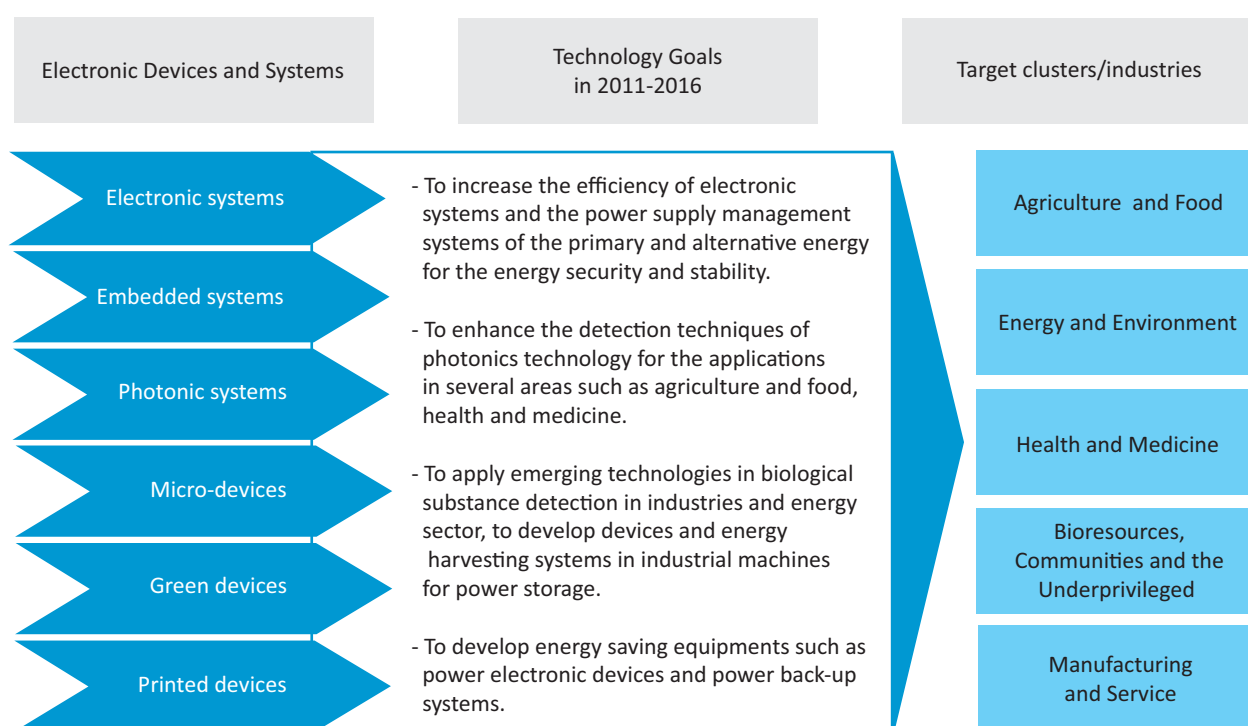 Electronic Devices and Systems
Technology Goals
in 2011-2016
Target clusters/industries
Electronic systems
Embedded systems
Photonic systems
Micro-devices
Green devices
Printed devices
- To increase the efficiency of electronic
systems and the power supply management
systems of the primary and alternative energy
for the energy security and stability.
- To enhance the detection techniques of
photonics technology for the applications
in several areas such as agriculture and food,
health and medicine.
- To apply emerging technologies in biological
substance detection in industries and energy
sector, to develop devices and energy
harvesting systems in industrial machines
for power storage.
- To develop energy saving equipments such as
power electronic devices and power back-up
systems.
Agriculture and Food
Energy and Environment
Health and Medicine
Bioresources,
Communities and the
Underprivileged
Manufacturing
and Service